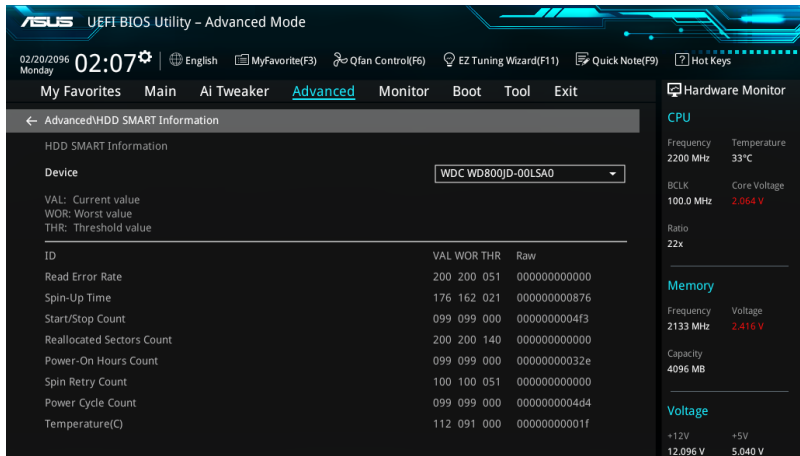 ASUS UEFI BIOS Utility – Advanced Mode
02/20/2096 Monday 02:07 English MyFavorite(F3) Qfan Control(F6) EZ Tuning Wizard(F11) Quick Note(F9) ? Hot Keys
My Favorites Main Ai Tweaker Advanced Monitor Boot Tool Exit
← Advanced\HDD SMART Information
HDD SMART Information
Device WDC WD800JD-00LSA0
VAL: Current value
WOR: Worst value
THR: Threshold value
ID VAL WOR THR Raw
Read Error Rate 200 200 051 000000000000
Spin-Up Time 176 162 021 000000000876
Start/Stop Count 099 099 000 0000000004f3
Reallocated Sectors Count 200 200 140 000000000000
Power-On Hours Count 099 099 000 00000000032e
Spin Retry Count 100 100 051 000000000000
Power Cycle Count 099 099 000 0000000004d4
Temperature(C) 112 091 000 00000000001f
Hardware Monitor
CPU
Frequency Temperature
2200 MHz 33°C
BCLK Core Voltage
100.0 MHz 2.064 V
Ratio
22x
Memory
Frequency Voltage
2133 MHz 2.416 V
Capacity
4096 MB
Voltage
+12V +5V
12.096 V 5.040 V